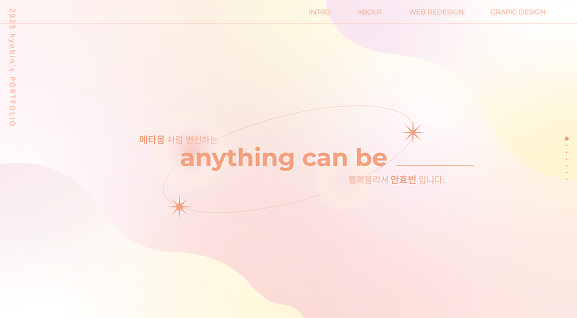 INTRO ABOUT WEB REDESIGN GRAPIC DESIGN
2023 hyobin's PORTFOLIO
메타몽 처럼 변신하는
anything can be
웹퍼블리셔 안효빈 입니다.